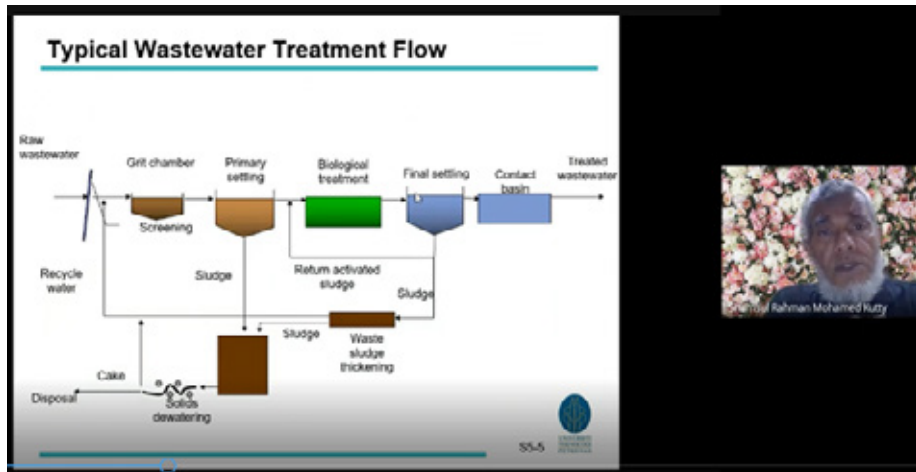 Typical Wastewater Treatment Flow
Raw
wastewater
Grit chamber
Primary
settling
Biological
treatment
Final settling
Contact
basin
Treated
wastewater
Screening
Recycle
water
Sludge
Return activated
sludge
Sludge
Sludge
Waste
sludge
thickening
Cake
Disposal
Solids
dewatering
S5-5
Rahman Mohamed Kutty